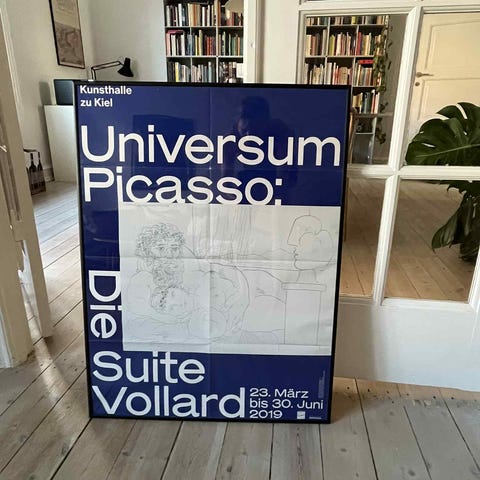 Kunsthalle
zu Kiel
Universum
Picasso:
Die
Suite
Vollard
23. März
bis 30. Juni
2019